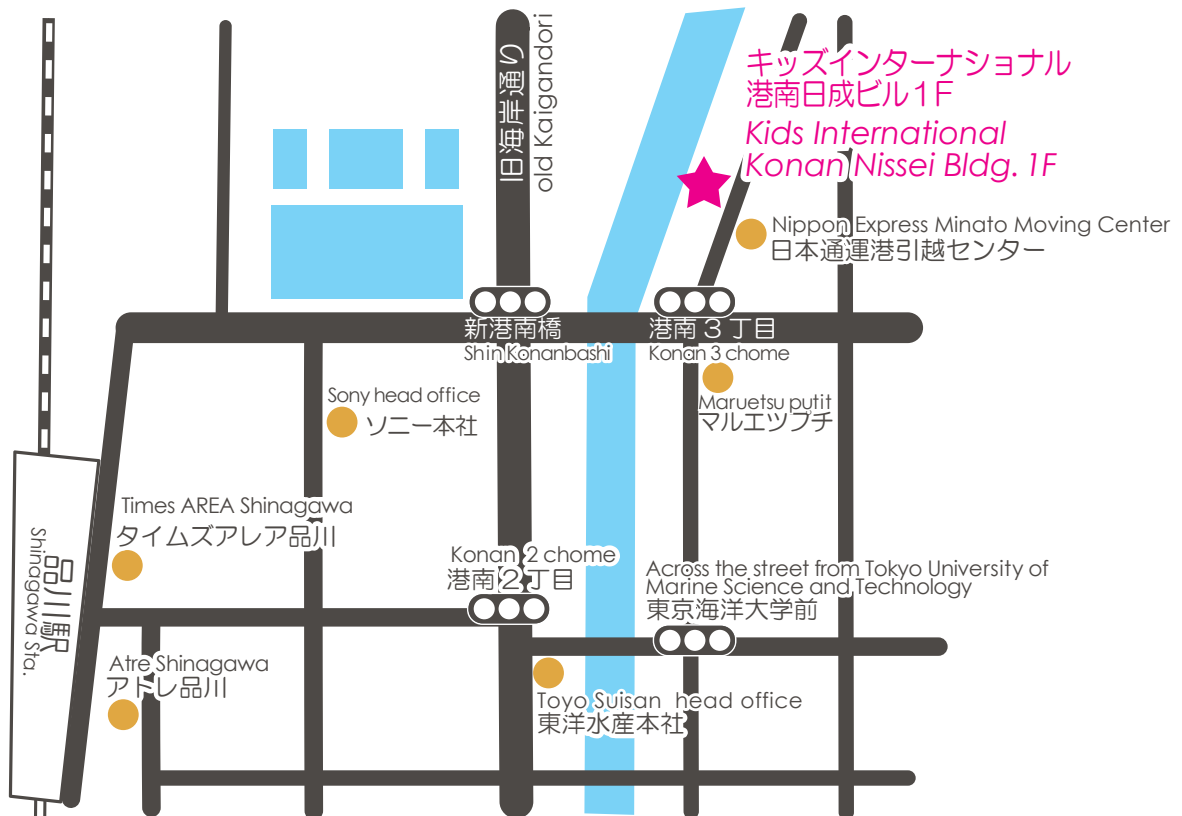 キッズインターナショナル
港南日成ビル1F
Kids International
Konan Nissei Bldg. 1F
旧海岸通り
old Kaigandori
Nippon Express Minato Moving Center
日本通運港引越センター
新港南橋
Shin Konanbashi
港南3丁目
Konan 3 chome
Sony head office
ソニー本社
Maruetsu putit
マルエツプチ
Times AREA Shinagawa
タイムズアレア品川
Konan 2 chome
港南2丁目
Across the street from Tokyo University of
Marine Science and Technology
東京海洋大学前
品川駅
Shinagawa Sta.
Atre Shinagawa
アトレ品川
Toyo Suisan head office
東洋水産本社